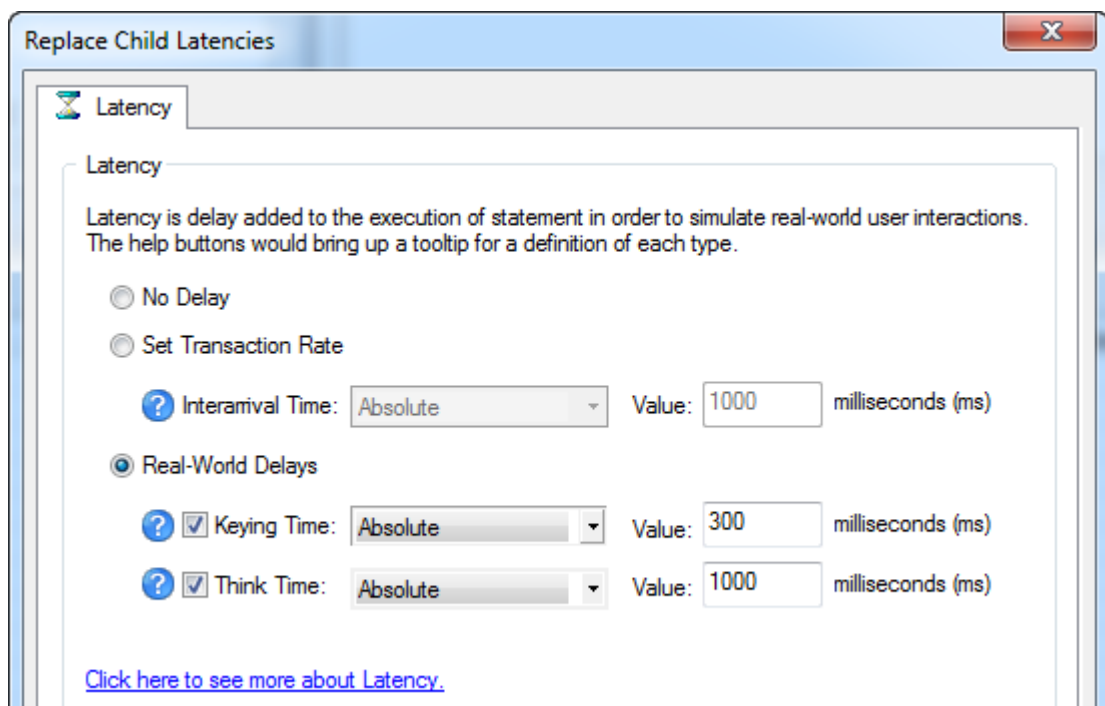 Replace Child Latencies
Latency
Latency
Latency is delay added to the execution of statement in order to simulate real-world user interactions.
The help buttons would bring up a tooltip for a definition of each type.
No Delay
Set Transaction Rate
? Interarrival Time: Absolute Value: 1000 milliseconds (ms)
Real-World Delays
? Keying Time: Absolute Value: 300 milliseconds (ms)
? Think Time: Absolute Value: 1000 milliseconds (ms)
Click here to see more about Latency.